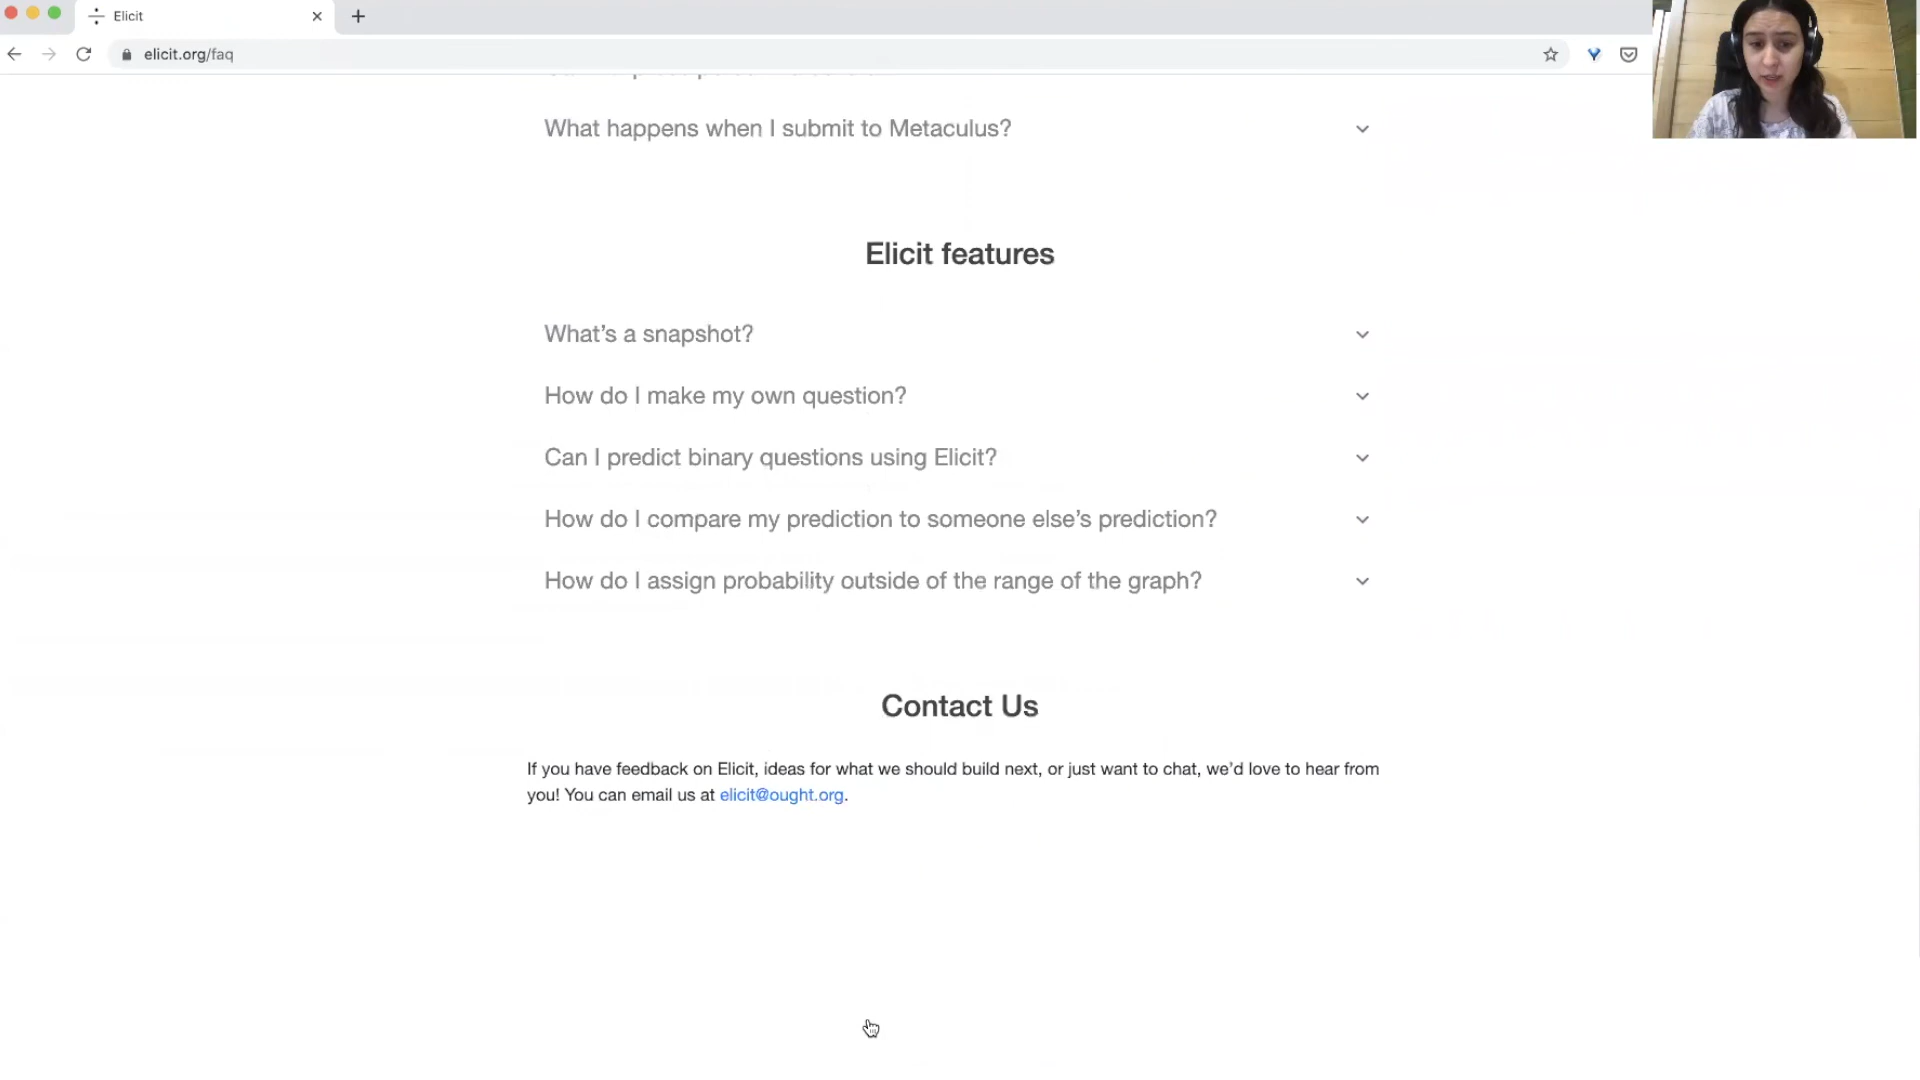 Elicit
elicit.org/faq
What happens when I submit to Metaculus?
Elicit features
What’s a snapshot?
How do I make my own question?
Can I predict binary questions using Elicit?
How do I compare my prediction to someone else’s prediction?
How do I assign probability outside of the range of the graph?
Contact Us
If you have feedback on Elicit, ideas for what we should build next, or just want to chat, we’d love to hear from
you! You can email us at elicit@ought.org.